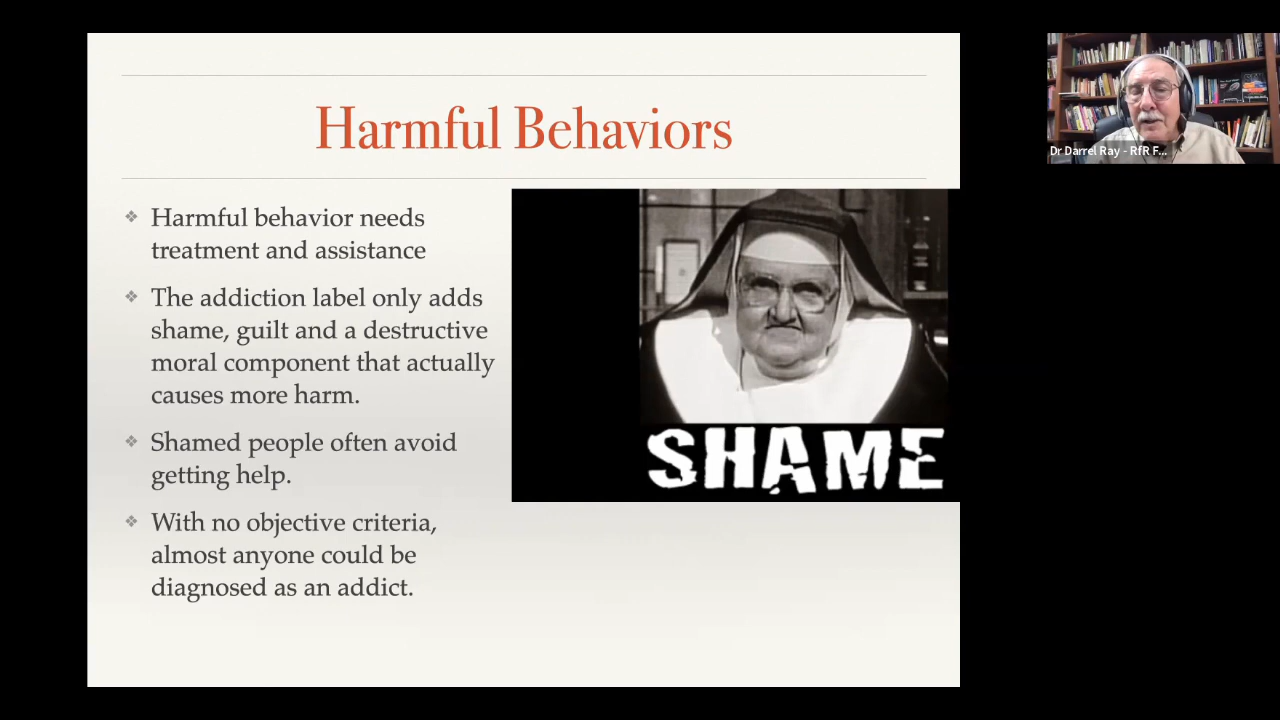 Harmful Behaviors
❖ Harmful behavior needs
treatment and assistance
❖ The addiction label only adds
shame, guilt and a destructive
moral component that actually
causes more harm.
❖ Shamed people often avoid
getting help.
❖ With no objective criteria,
almost anyone could be
diagnosed as an addict.
SHAME
Dr Darrel Ray - RfR F...